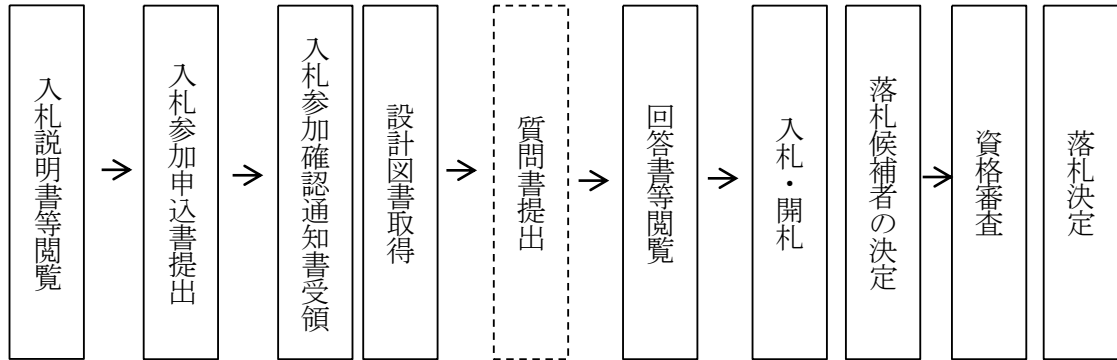 入札説明書等閲覧
入札参加申込書提出
入札参加確認通知書受領
設計図書取得
質問書提出
回答書等閲覧
入札・開札
落札候補者の決定
資格審査
落札決定